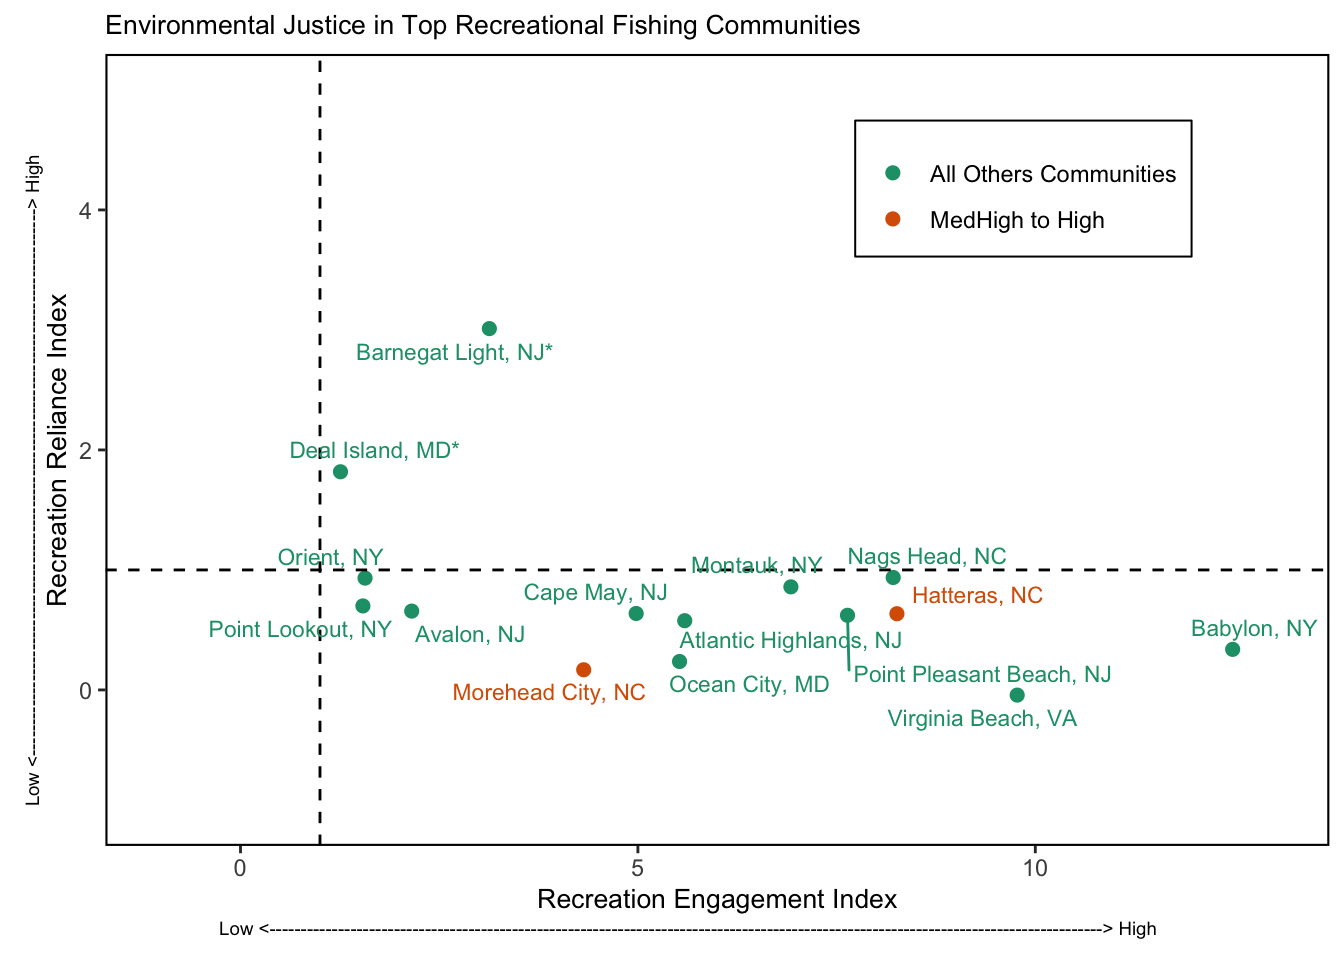 Environmental Justice in Top Recreational Fishing Communities
All Others Communities
MedHigh to High
Low <---------------------------------------------------------------------------> High
Recreation Reliance Index
4
2
0
Barnegat Light, NJ*
Deal Island, MD*
Orient, NY
Montauk, NY
Nags Head, NC
Cape May, NJ
Hatteras, NC
Point Lookout, NY
Avalon, NJ
Atlantic Highlands, NJ
Babylon, NY
Morehead City, NC
Ocean City, MD
Point Pleasant Beach, NJ
Virginia Beach, VA
0
5
10
Recreation Engagement Index
Low <---------------------------------------------------------------------------> High